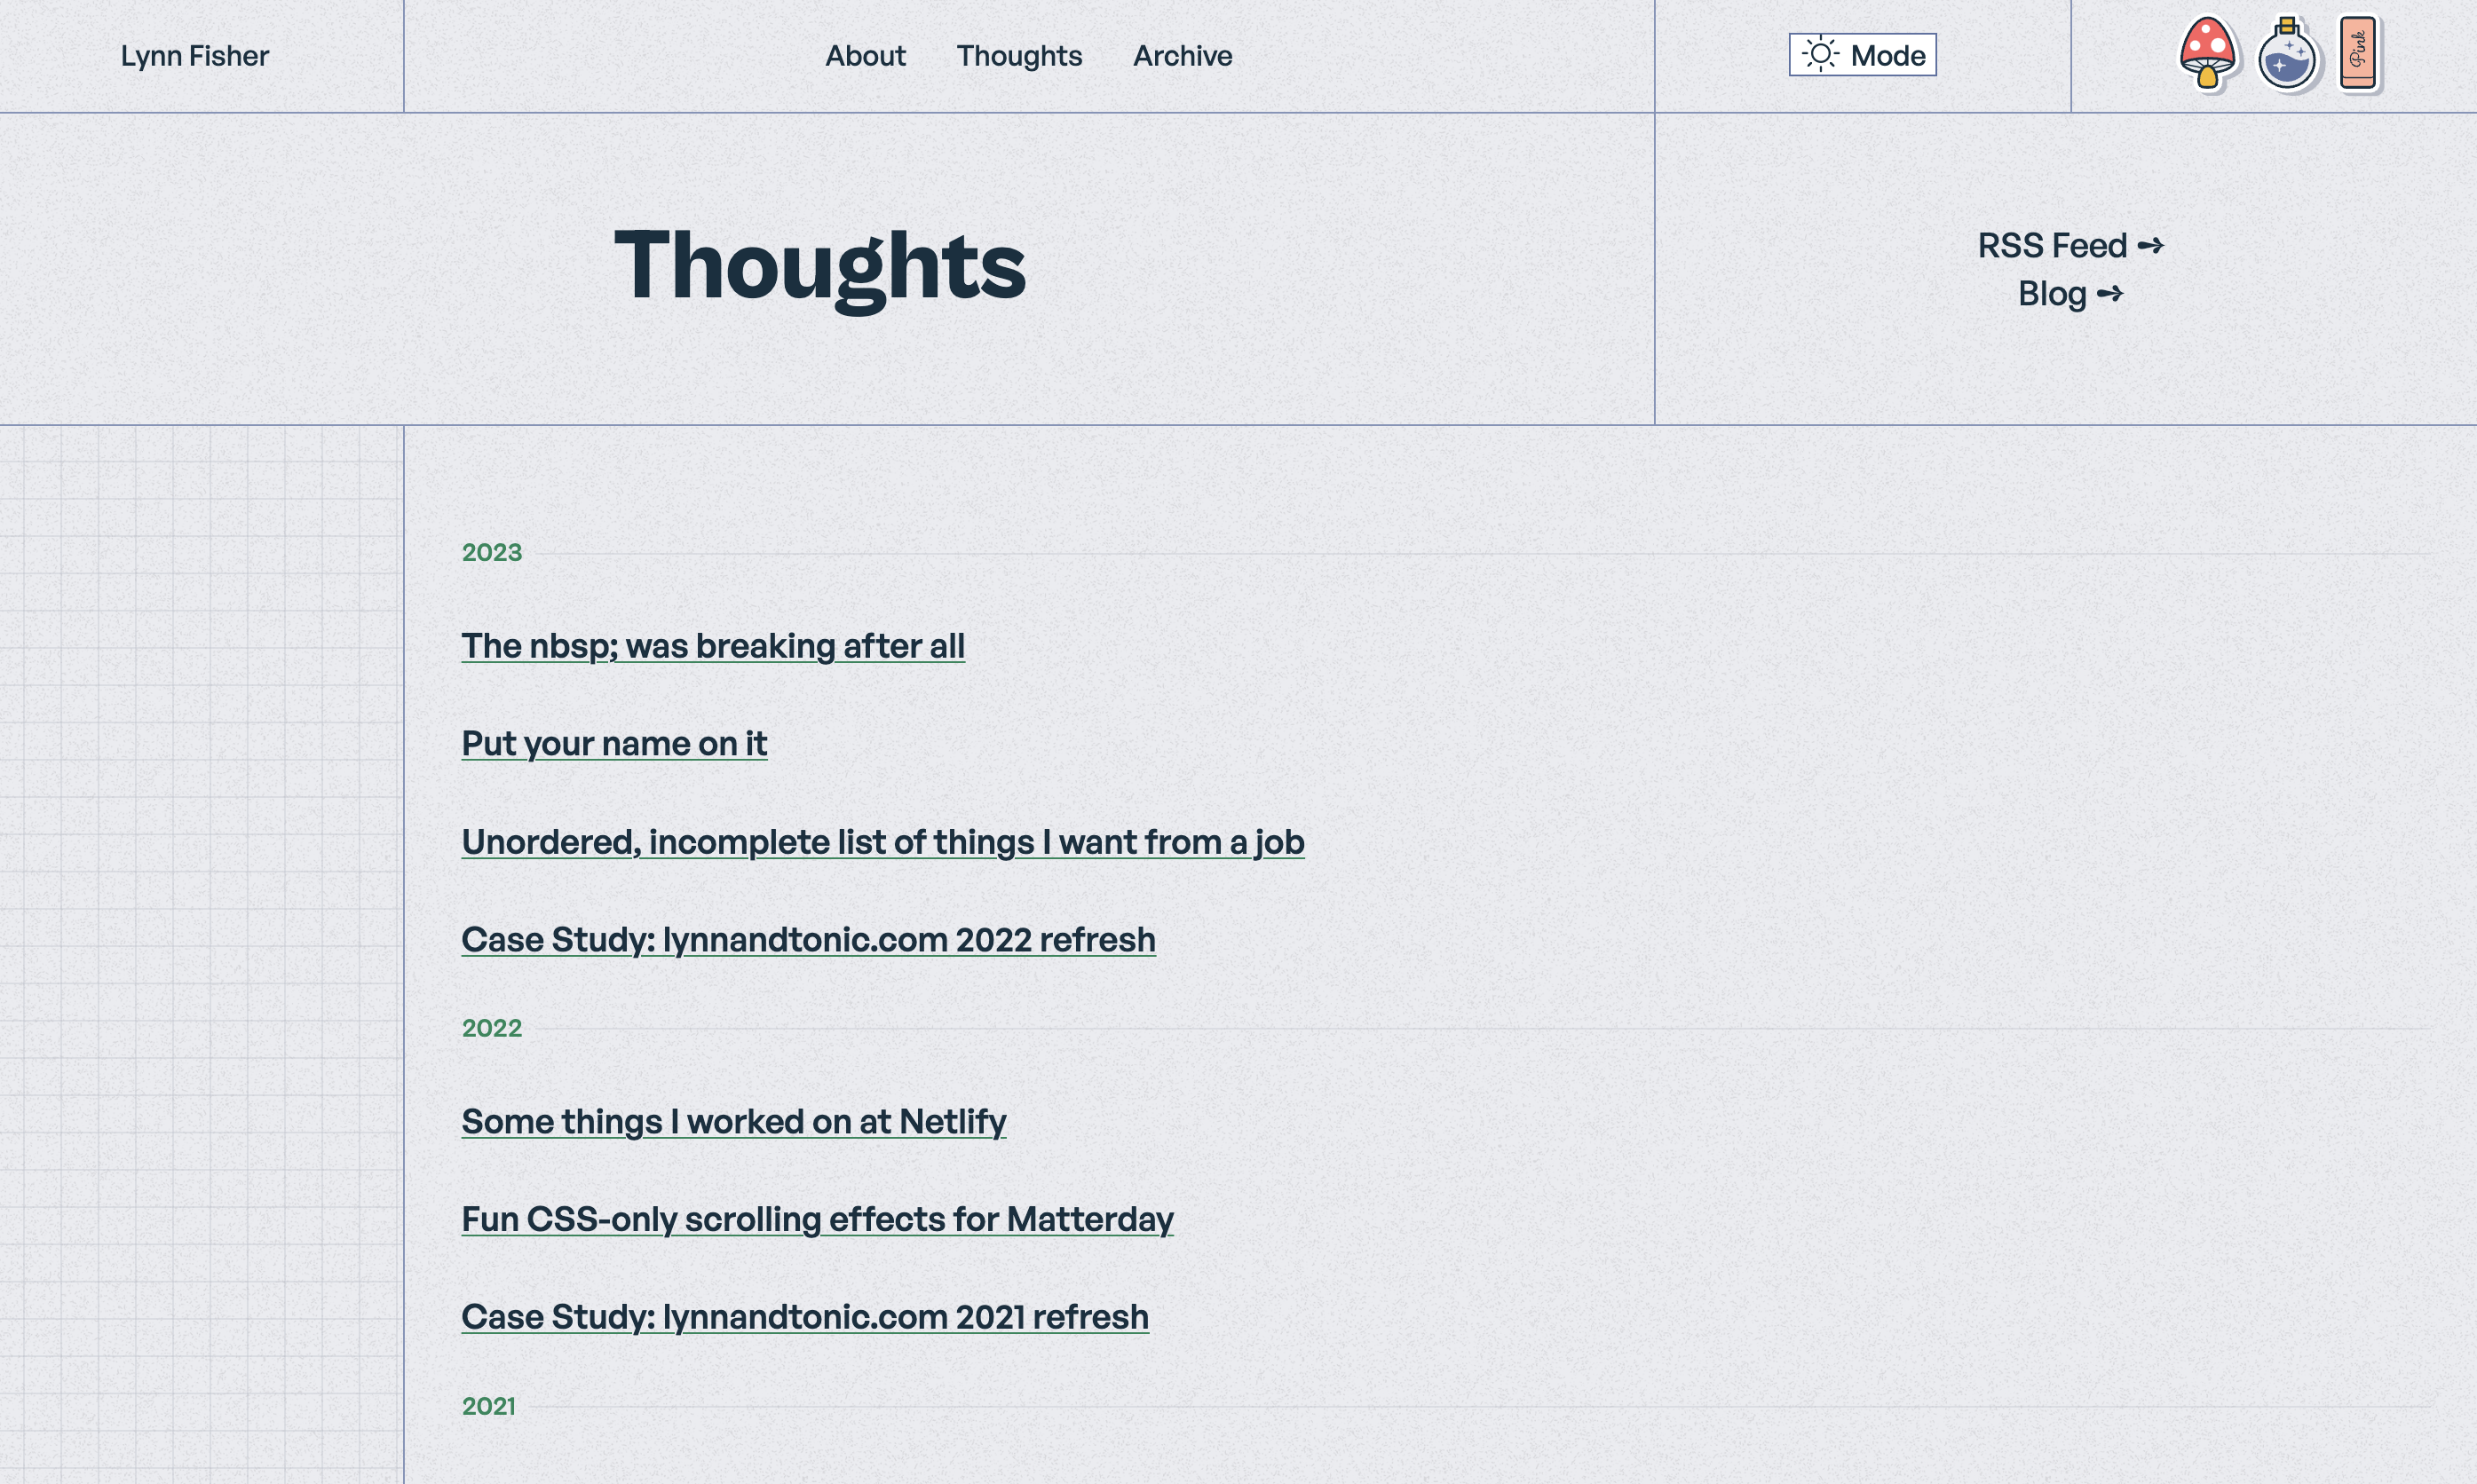 Lynn Fisher
About
Thoughts
Archive
Mode
Pink
Thoughts
RSS Feed
Blog
2023
The nbsp; was breaking after all
Put your name on it
Unordered, incomplete list of things I want from a job
Case Study: lynnandtonic.com 2022 refresh
2022
Some things I worked on at Netlify
Fun CSS-only scrolling effects for Matterday
Case Study: lynnandtonic.com 2021 refresh
2021